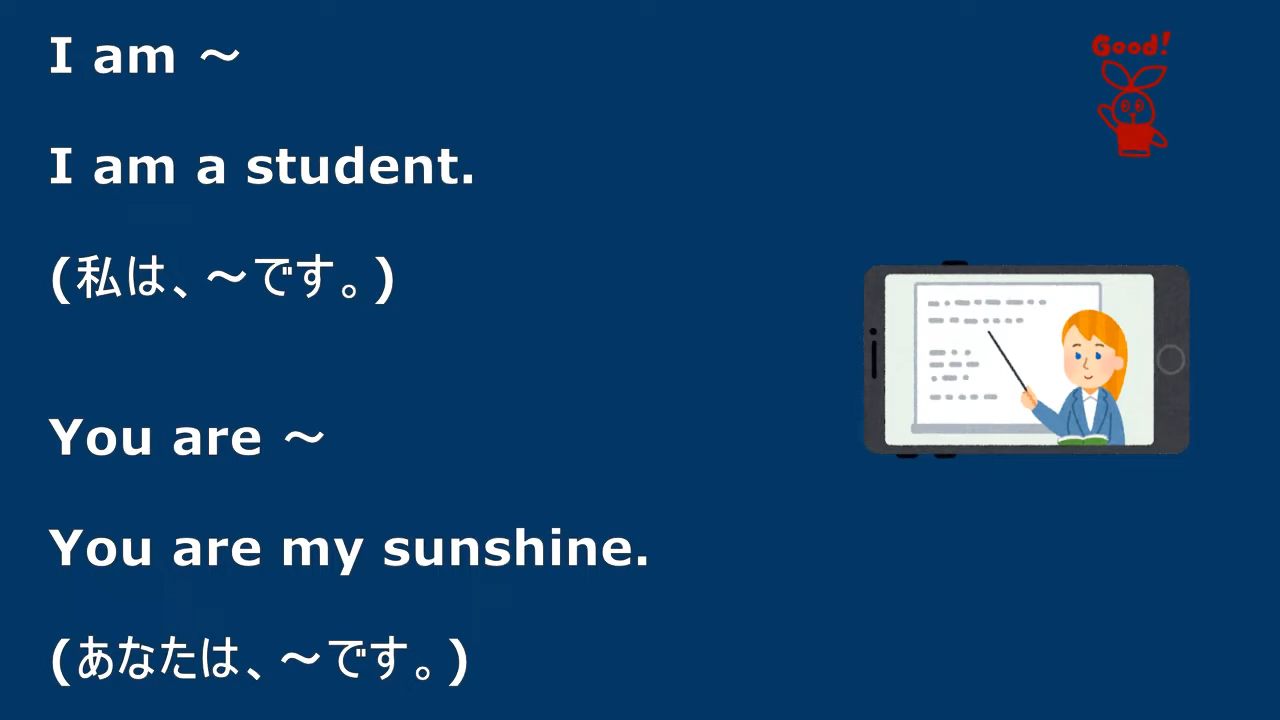 I am ～
I am a student.
(私は、～です。)
You are ～
You are my sunshine.
(あなたは、～です。)
Good!